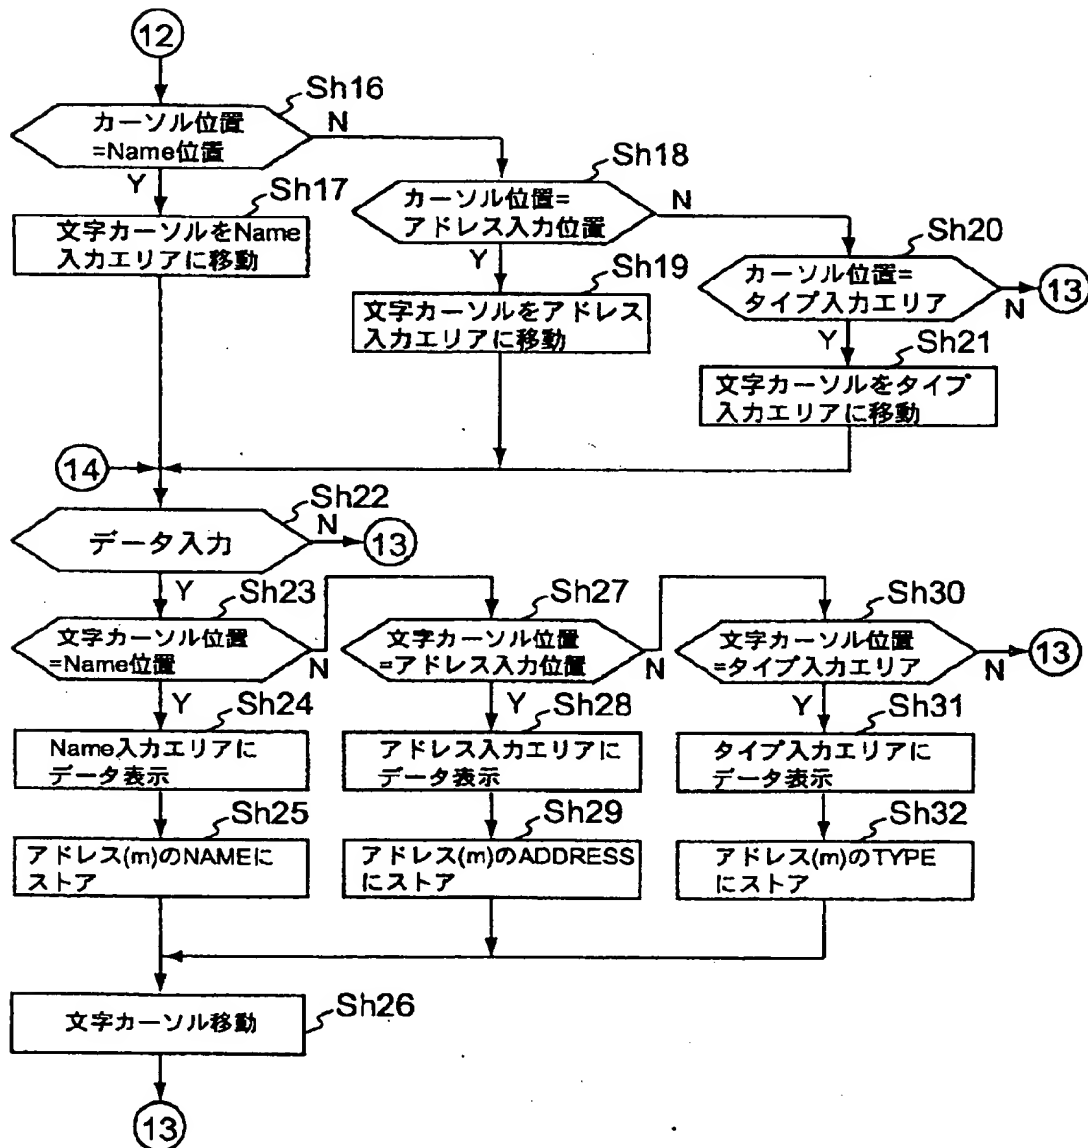 12
Sh16
カーソル位置
=Name位置
N
Y
Sh17
文字カーソルをName
入力エリアに移動
Sh18
カーソル位置=
アドレス入力位置
N
Y
Sh19
文字カーソルをアドレス
入力エリアに移動
Sh20
カーソル位置=
タイプ入力エリア
N
13
Y
Sh21
文字カーソルをタイプ
入力エリアに移動
14
Sh22
データ入力
N
13
Y
Sh23
文字カーソル位置
=Name位置
N
Y
Sh24
Name入力エリアに
データ表示
Sh25
アドレス(m)のNAMEに
ストア
Sh27
文字カーソル位置
=アドレス入力位置
N
Y
Sh28
アドレス入力エリアに
データ表示
Sh29
アドレス(m)のADDRESS
にストア
Sh30
文字カーソル位置
=タイプ入力エリア
N
13
Y
Sh31
タイプ入力エリアに
データ表示
Sh32
アドレス(m)のTYPE
にストア
Sh26
文字カーソル移動
13